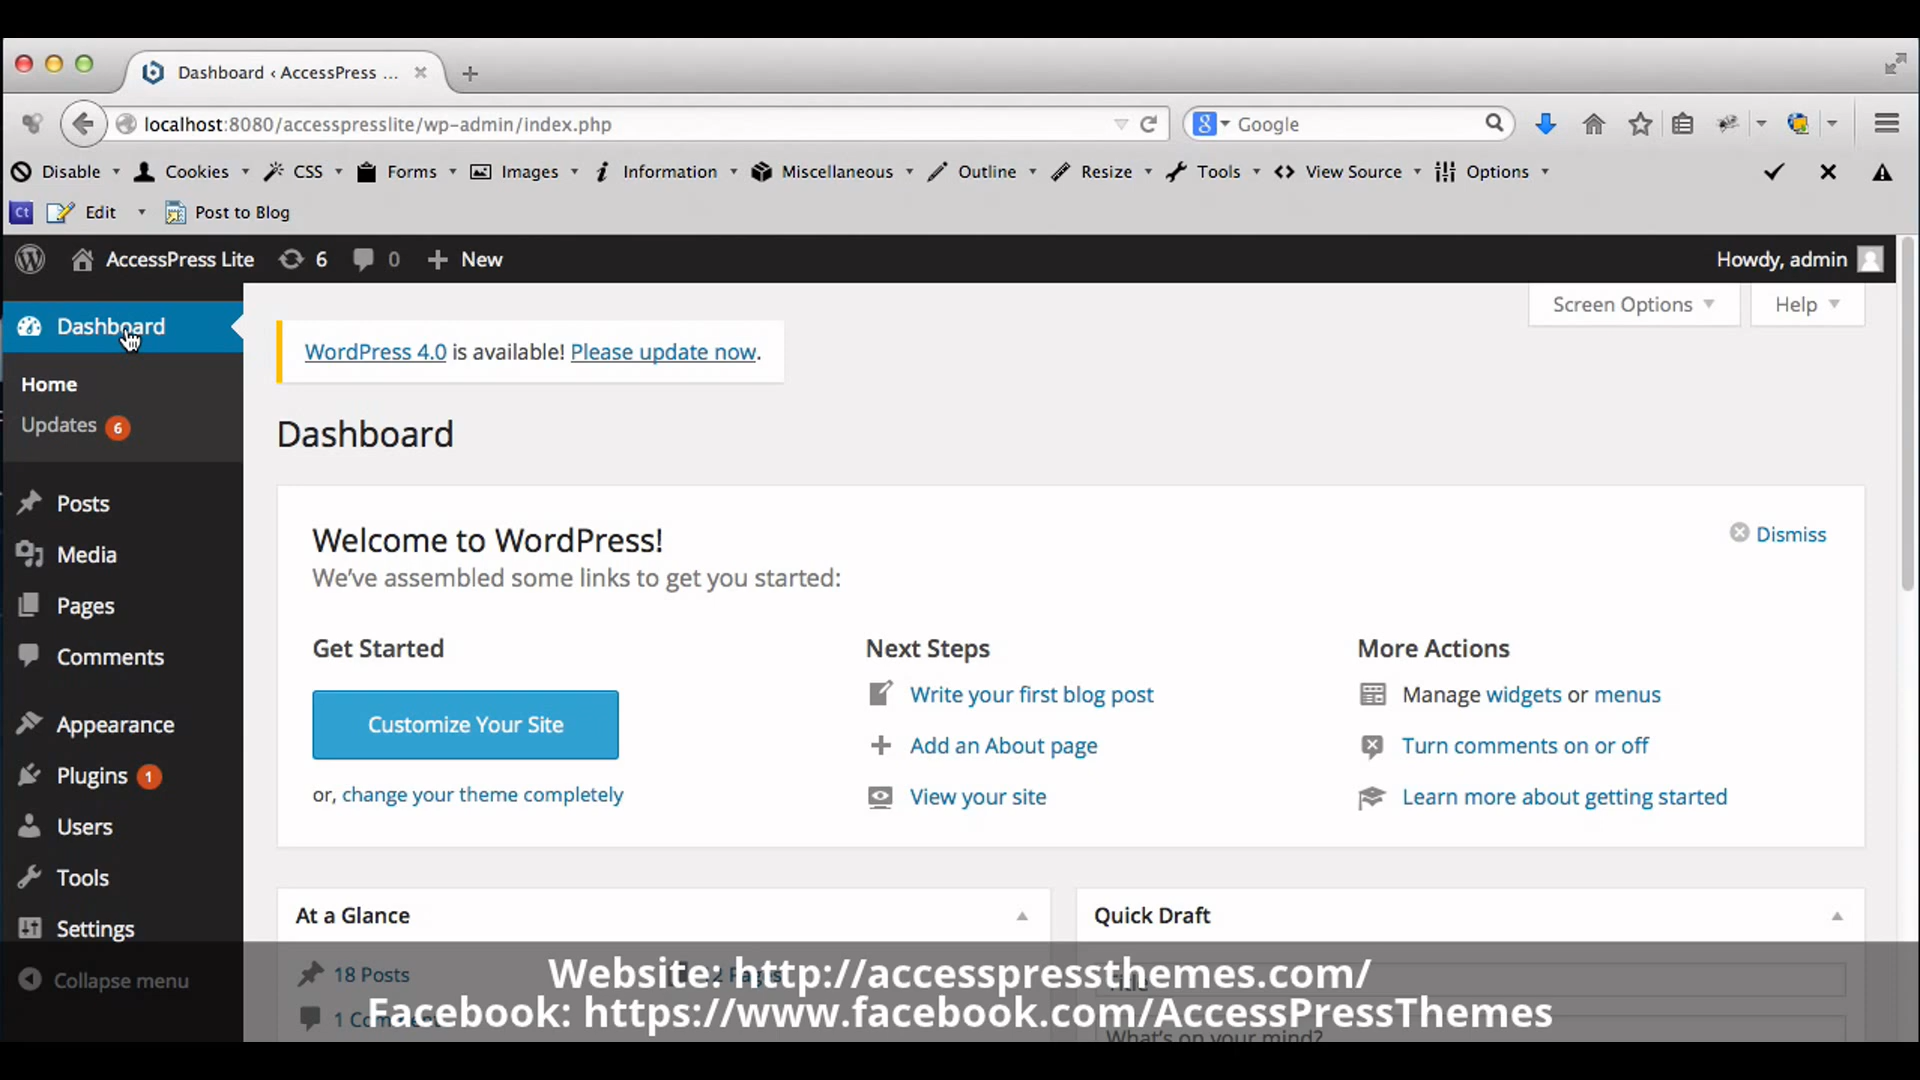 Dashboard ‹ AccessPress ...
localhost:8080/accesspresslite/wp-admin/index.php
Google
Disable Cookies CSS Forms Images Information Miscellaneous Outline Resize Tools View Source Options
Ct Edit Post to Blog
AccessPress Lite 6 0 New Howdy, admin
Screen Options Help
Dashboard
Home
Updates 6
Posts
Media
Pages
Comments
Appearance
Plugins 1
Users
Tools
Settings
Collapse menu
WordPress 4.0 is available! Please update now.
Dashboard
Welcome to WordPress!
We've assembled some links to get you started:
Dismiss
Get Started
Customize Your Site
or, change your theme completely
Next Steps
Write your first blog post
Add an About page
View your site
More Actions
Manage widgets or menus
Turn comments on or off
Learn more about getting started
At a Glance
18 Posts
Quick Draft
Title
What's on your mind?
Website: http://accesspressthemes.com/
Facebook: https://www.facebook.com/AccessPressThemes